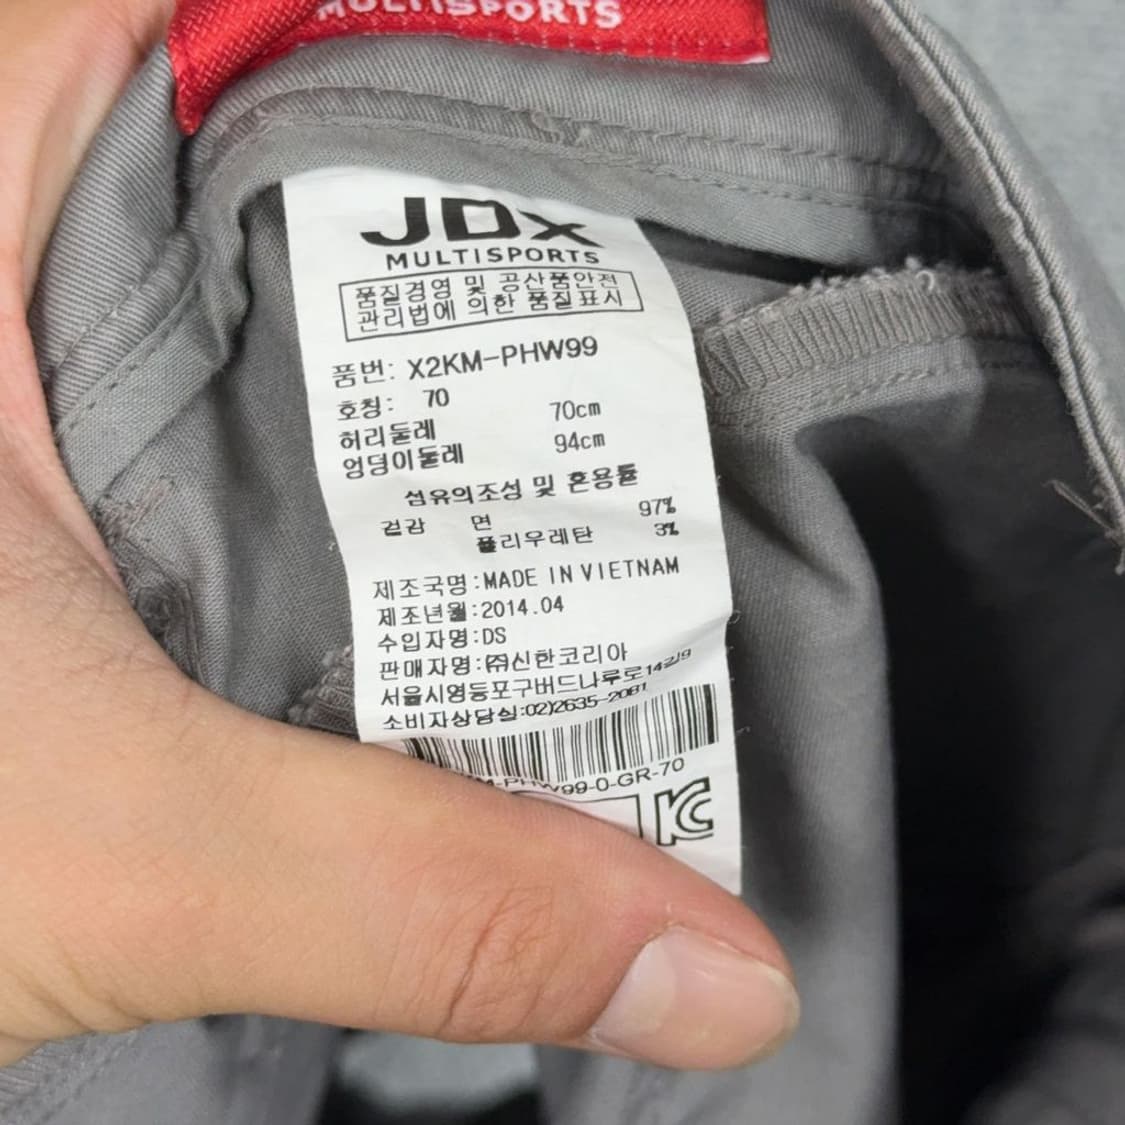 MULTISPORTS
JDX
MULTISPORTS
품질경영 및 공산품안전
관리법에 의한 품질표시
품번: X2KM-PHW99
호칭: 70
허리둘레 70cm
엉덩이둘레 94cm
섬유의조성 및 혼용률
겉감 면 97%
폴리우레탄 3%
제조국명:MADE IN VIETNAM
제조년월:2014.04
수입자명:DS
판매자명:㈜신한코리아
서울시영등포구버드나루로14길9
소비자상담실:02)2635-2081
M-PHW99-0-GR-70
KC